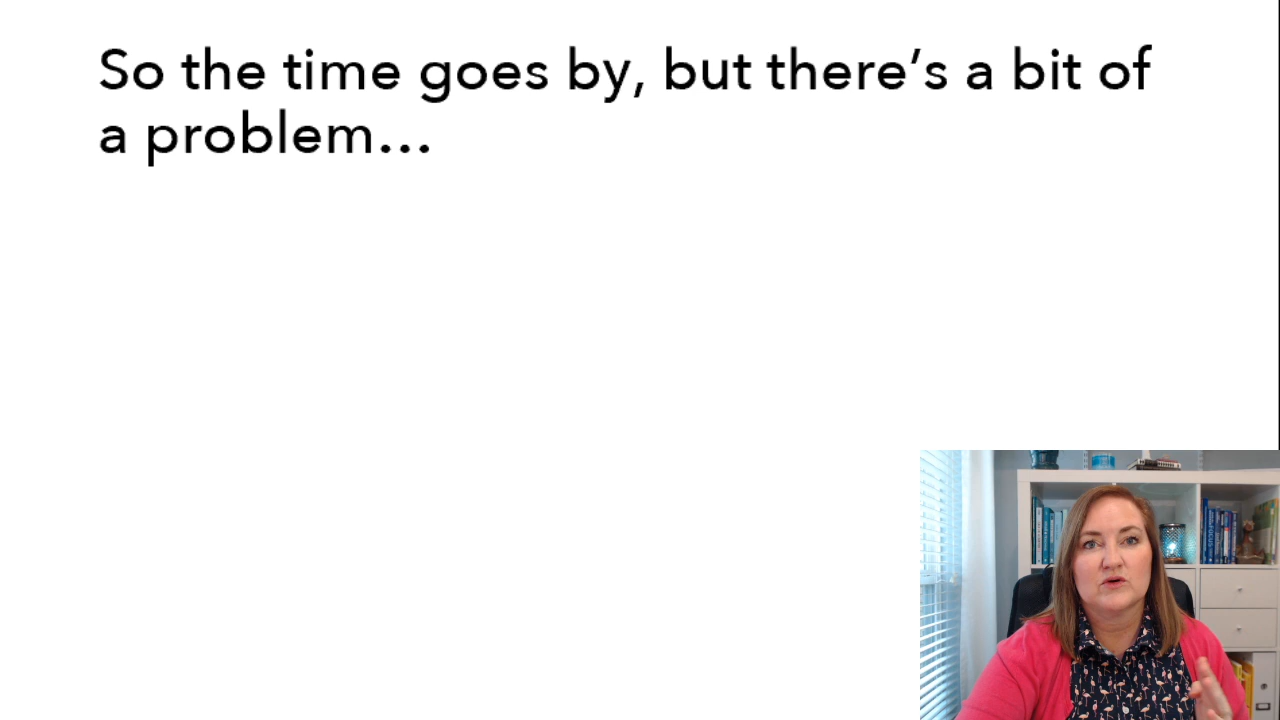 So the time goes by, but there’s a bit of
a problem…